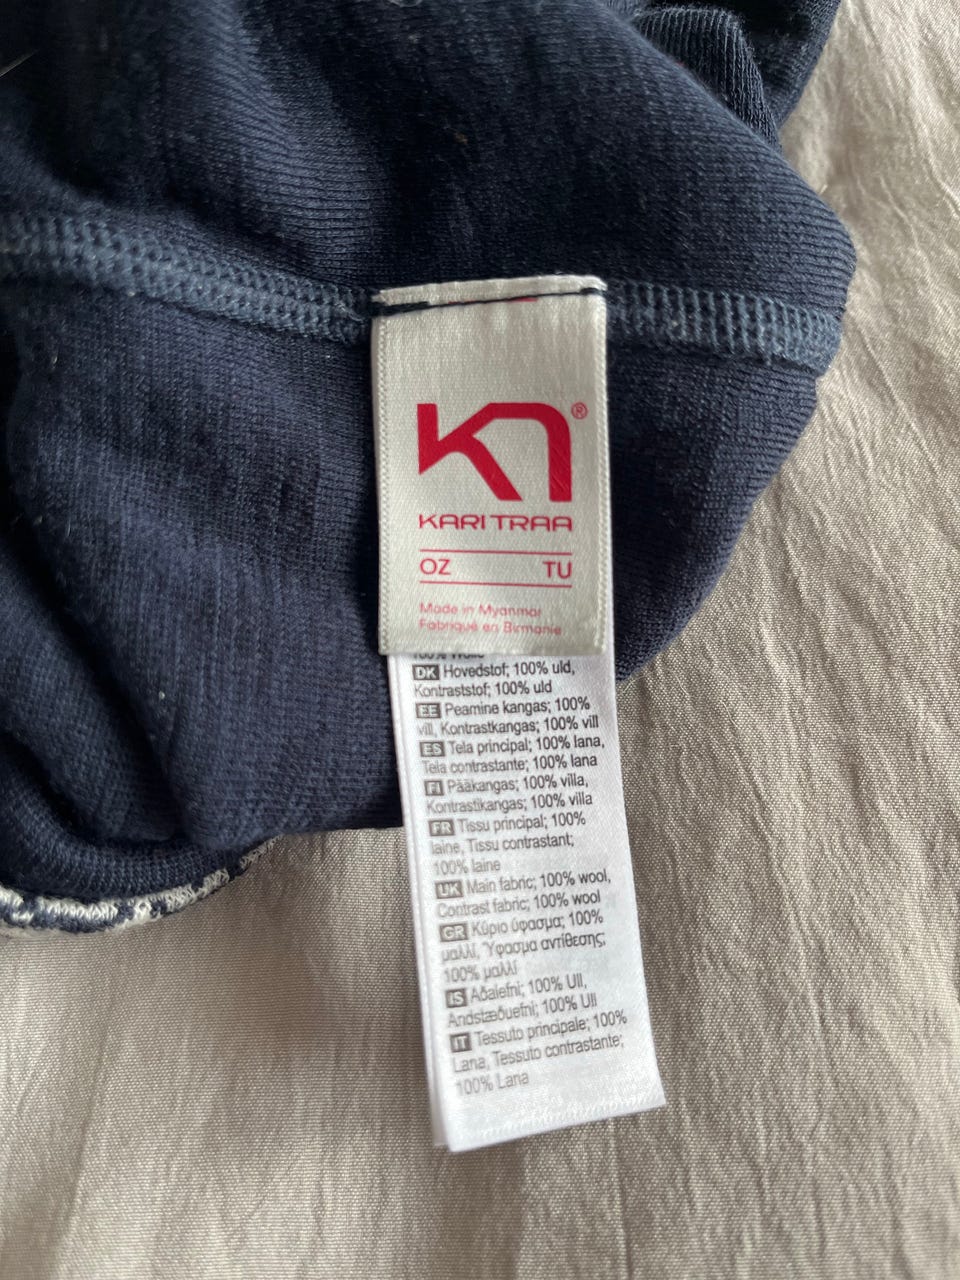 KARI TRAA®
OZ TU
Made in Myanmar
Fabriqué en Birmanie
100% Wolle
DK Hovedstof; 100% uld,
Kontraststof; 100% uld
EE Peamine kangas; 100%
vill, Kontrastkangas; 100% vill
ES Tela principal; 100% lana,
Tela contrastante; 100% lana
FI Pääkangas; 100% villa,
Kontrastikangas; 100% villa
FR Tissu principal; 100%
laine, Tissu contrastant;
100% laine
UK Main fabric; 100% wool,
Contrast fabric; 100% wool
GR Κύριο ύφασμα; 100%
μαλλί, Ύφασμα αντίθεσης;
100% μαλλί
IS Aðalefni; 100% Ull,
Andstæðuefni; 100% Ull
IT Tessuto principale; 100%
Lana, Tessuto contrastante;
100% Lana